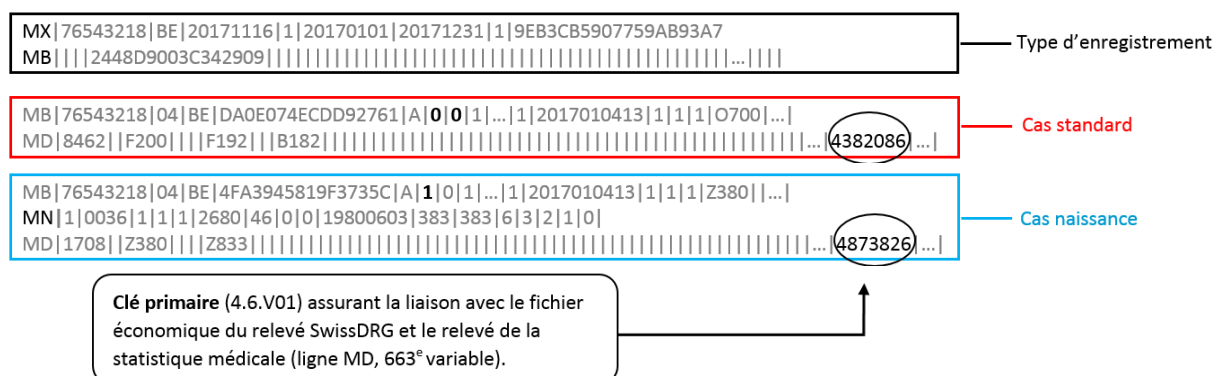 MX|76543218|BE|20171116|1|20170101|20171231|1|9EB3CB5907759AB93A7
MB||||2448D9003C342909||||||||||||||||||||||||||||||||||||||||||||||...||||
Type d'enregistrement
MB|76543218|04|BE|DA0E074ECDD92761|A|0|0|1|...|1|2017010413|1|1|1|O700|...|
MD|8462||F200||||F192|||B182||||||||||||||||||||||||||||||||||||||||||||||||...|4382086|...|
Cas standard
MB|76543218|04|BE|4FA3945819F3735C|A|1|0|1|...|1|2017010413|1|1|1|Z380||...|
MN|1|0036|1|1|1|2680|46|0|0|19800603|383|383|6|3|2|1|0|
MD|1708||Z380||||Z833||||||||||||||||||||||||||||||||||||||||||||||||||||||||...|4873826|...|
Cas naissance
Clé primaire (4.6.V01) assurant la liaison avec le fichier
économique du relevé SwissDRG et le relevé de la
statistique médicale (ligne MD, 663e variable).